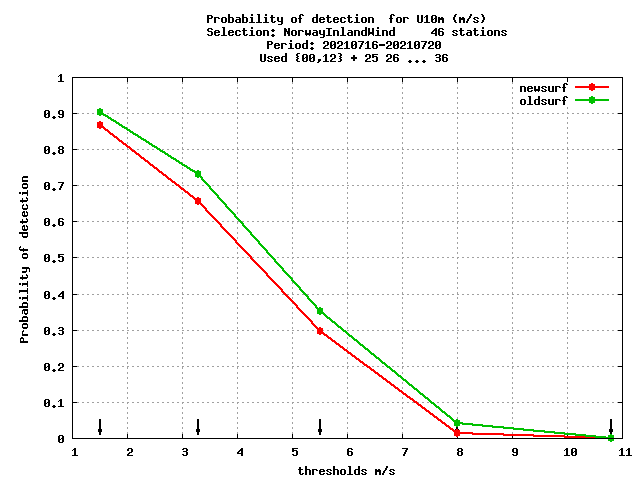 Probability of detection  for U10m (m/s)
Selection: NorwayInlandWind     46 stations
Period: 20210716-20210720
Used {00,12} + 25 26 ... 36
newsurf
oldsurf
Probability of detection
1
0.9
0.8
0.7
0.6
0.5
0.4
0.3
0.2
0.1
0
1 2 3 4 5 6 7 8 9 10 11
thresholds m/s